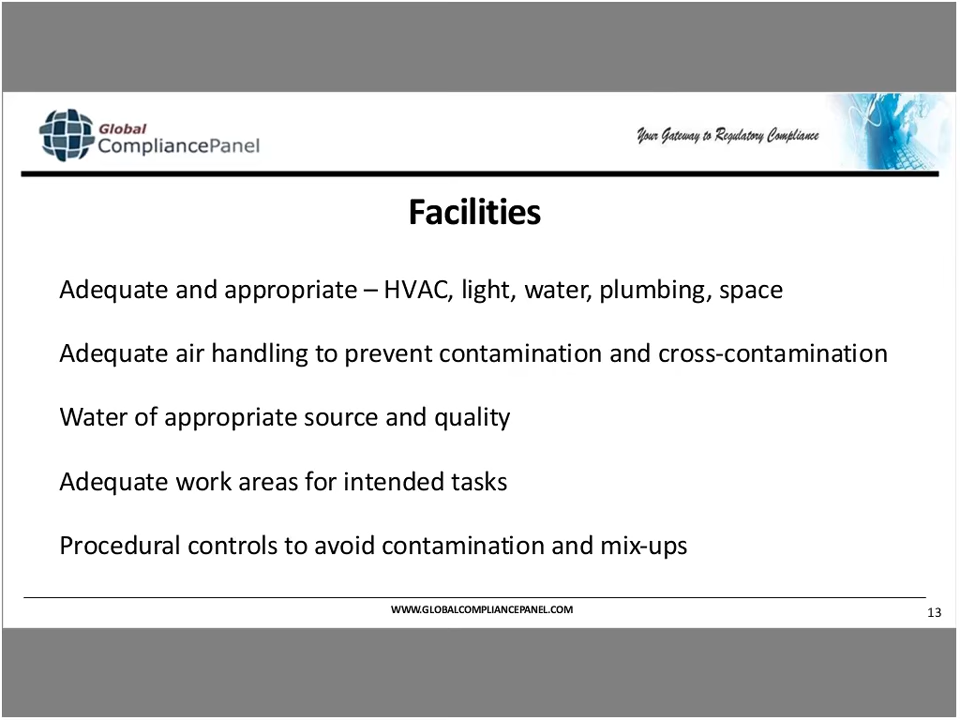 Global
CompliancePanel
Your Gateway to Regulatory Compliance
Facilities
Adequate and appropriate – HVAC, light, water, plumbing, space
Adequate air handling to prevent contamination and cross-contamination
Water of appropriate source and quality
Adequate work areas for intended tasks
Procedural controls to avoid contamination and mix-ups
WWW.GLOBALCOMPLIANCEPANEL.COM
13